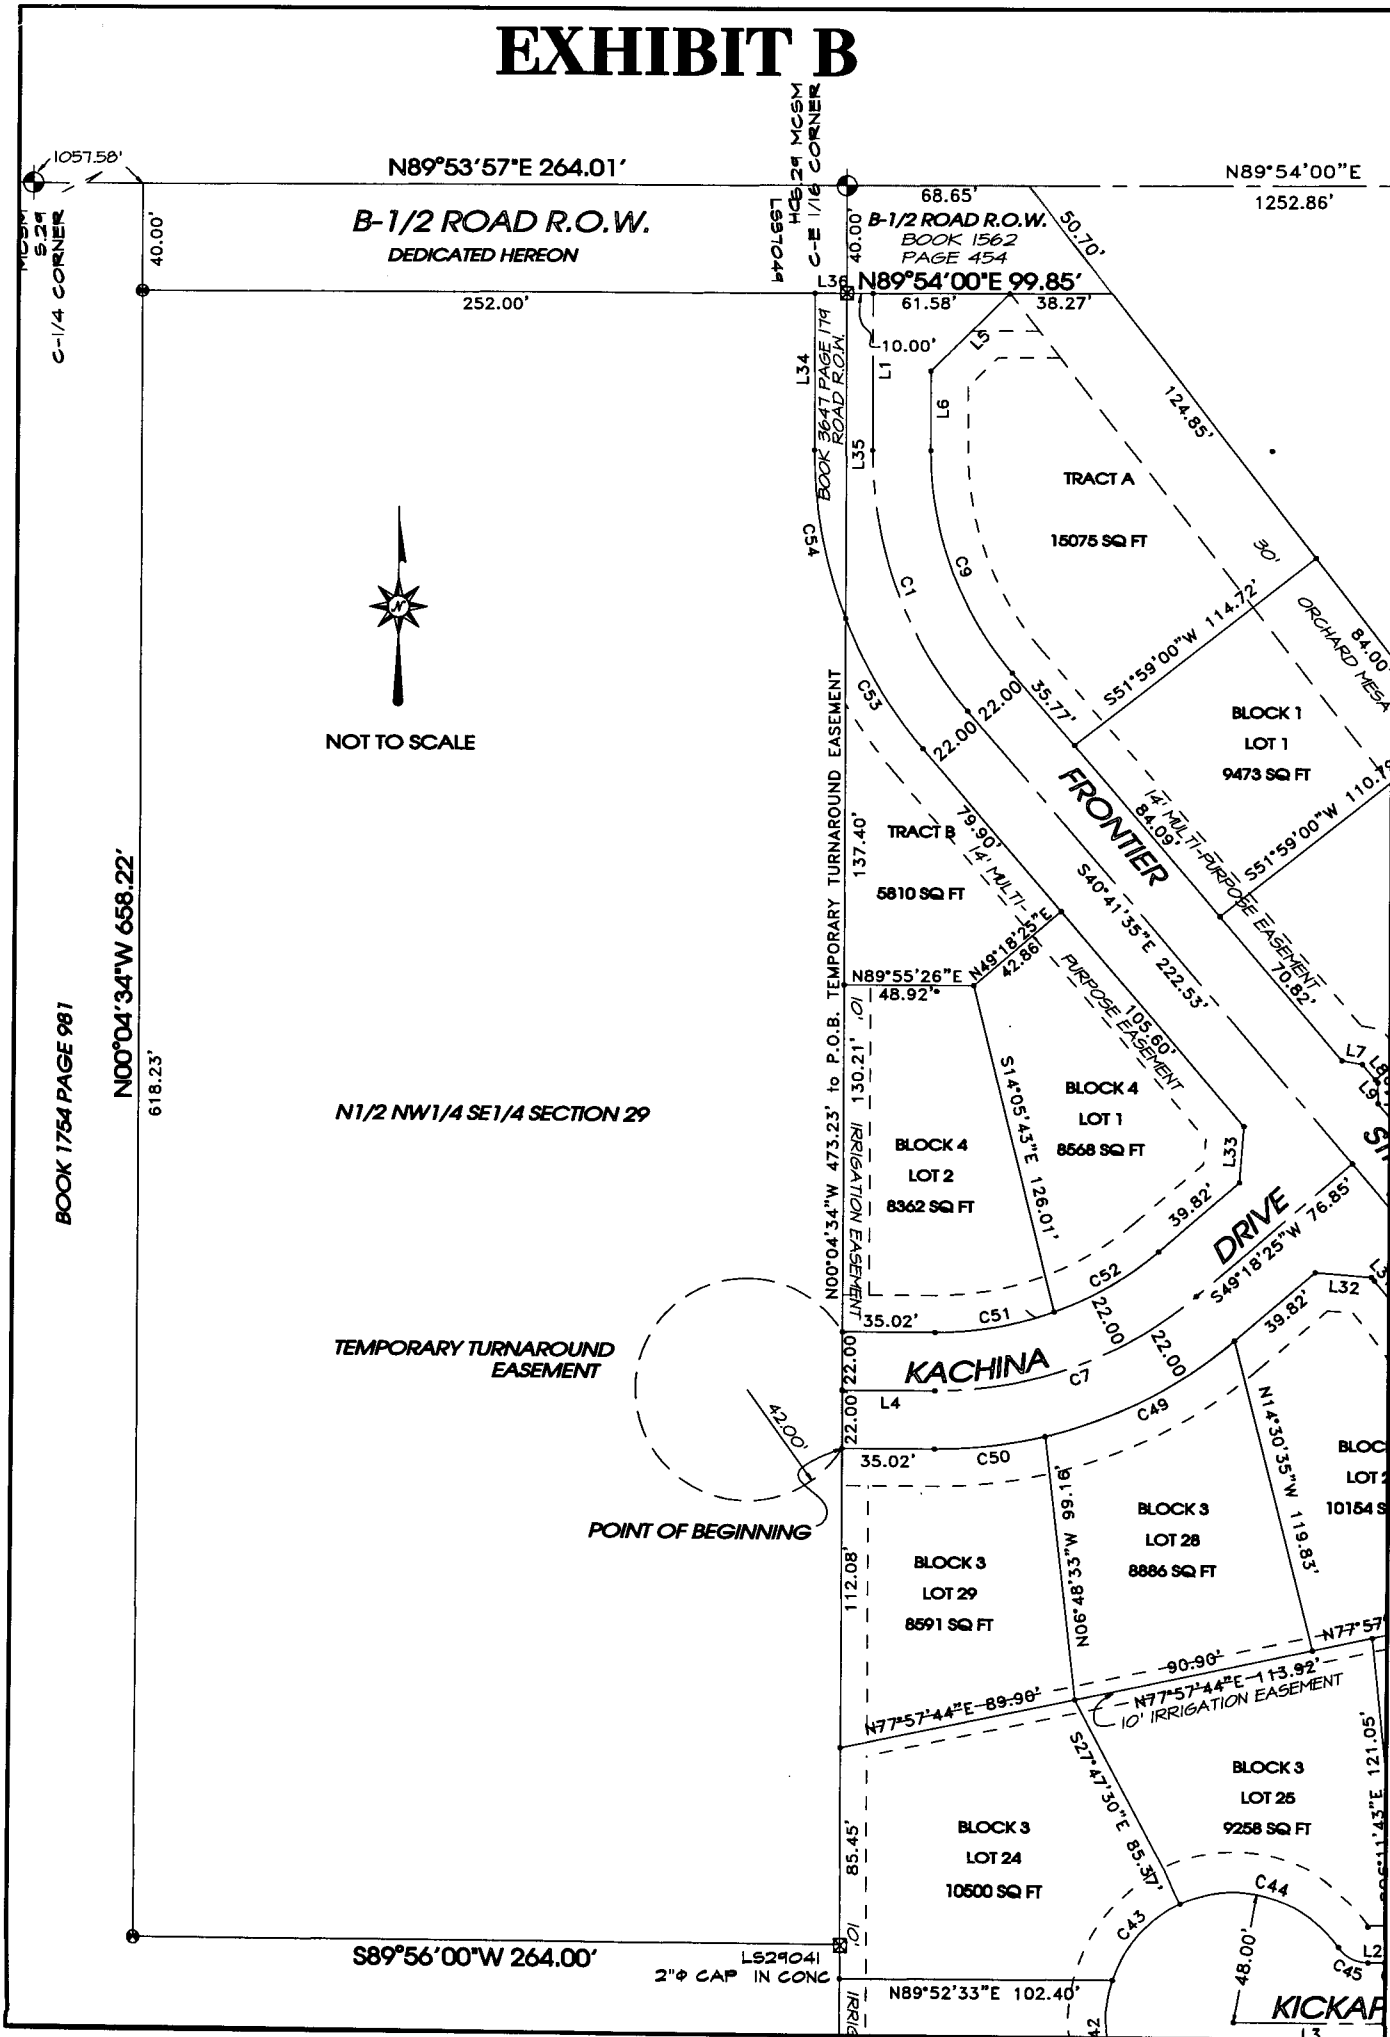 EXHIBIT B
1057.58'
N89°53'57"E 264.01'
HCS.29 MCSM
C-E 1/16 CORNER
LS37049
N89°54'00"E
1252.86'
68.65'
MCSM
S.29
C-1/4 CORNER
40.00'
B-1/2 ROAD R.O.W.
DEDICATED HEREON
40.00'
B-1/2 ROAD R.O.W.
BOOK 1562
PAGE 454
50.70'
252.00'
L36
N89°54'00"E 99.85'
61.58'
38.27'
10.00'
L34
BOOK 3647 PAGE 179
ROAD R.O.W.
L1
L5
L6
L35
124.85'
TRACT A
15075 SQ FT
C54
C1
C9
30'
S51°59'00"W 114.72'
ORCHARD MESA
84.00'
N
NOT TO SCALE
C53
22.00
22.00
35.77'
BLOCK 1
LOT 1
9473 SQ FT
S51°59'00"W 110.79
FRONTIER
14' MULTI-PURPOSE EASEMENT
84.09'
79.90'
TRACT B
5810 SQ FT
137.40'
14' MULTI-
PURPOSE EASEMENT
S40°41'35"E 222.53'
N49°18'25"E
42.86'
N89°55'26"E
48.92'
70.82'
105.60'
N00°04'34"W 658.22'
618.23'
BOOK 1754 PAGE 981
N1/2 NW1/4 SE1/4 SECTION 29
N00°04'34"W 473.23' to P.O.B. TEMPORARY TURNAROUND EASEMENT
10'
130.21'
IRRIGATION EASEMENT
S14°05'43"E 126.01'
BLOCK 4
LOT 1
8568 SQ FT
BLOCK 4
LOT 2
8362 SQ FT
L7
L8
L9
L33
39.82'
DRIVE
S49°18'25"W 76.85'
C52
C51
35.02'
22.00
22.00
22.00
39.82'
L32
TEMPORARY TURNAROUND
EASEMENT
KACHINA
L4
C7
22.00'
42.00'
C49
35.02'
C50
N14°30'35"W 119.83'
POINT OF BEGINNING
112.08'
N06°48'33"W 99.16'
BLOCK 3
LOT 28
8886 SQ FT
BLOC
LOT 2
10154 S
BLOCK 3
LOT 29
8591 SQ FT
N77°57'
90.90'
N77°57'44"E 113.92'
10' IRRIGATION EASEMENT
N77°57'44"E 89.90'
S27°47'30"E 85.37'
BLOCK 3
LOT 25
9258 SQ FT
121.05'
BLOCK 3
LOT 24
10500 SQ FT
85.45'
C43
C44
48.00'
C45
L2
S89°56'00"W 264.00'
10'
LS29041
2"Φ CAP IN CONC
N89°52'33"E 102.40'
IRRIG
42
KICKAP
L3